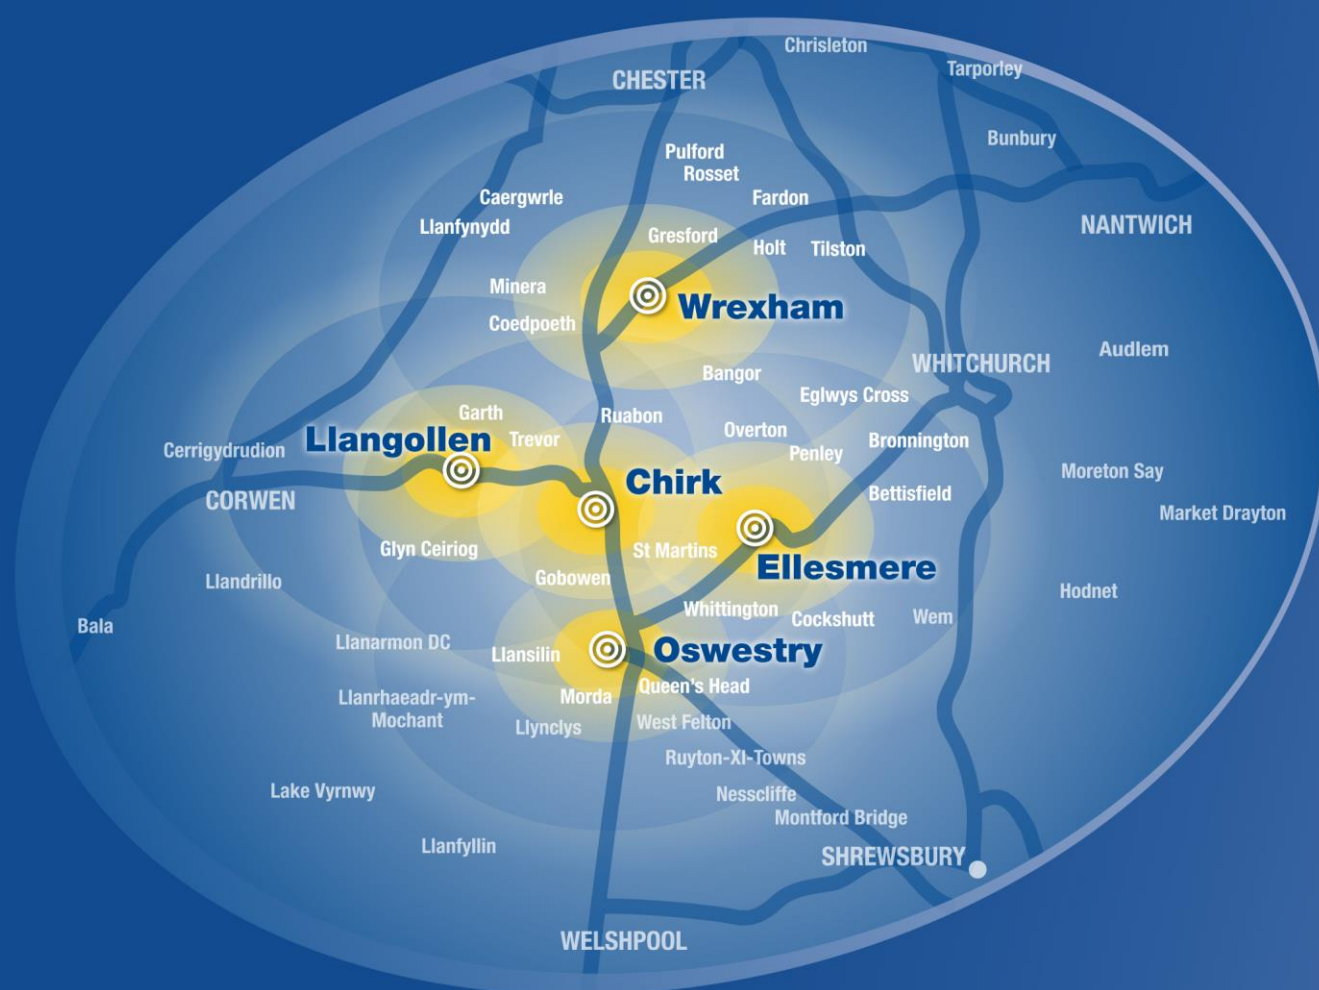 Chrisleton
Tarporley
CHESTER
Bunbury
Pulford
Rosset
Caergwrle
Fardon
Llanfynydd
NANTWICH
Gresford
Holt
Tilston
Minera
Wrexham
Coedpoeth
Audlem
WHITCHURCH
Bangor
Eglwys Cross
Garth
Ruabon
Overton
Llangollen
Trevor
Bronnington
Cerrigydrudion
Penley
Moreton Say
Chirk
Bettisfield
CORWEN
Market Drayton
Glyn Ceiriog
St Martins
Ellesmere
Gobowen
Llandrillo
Hodnet
Whittington
Cockshutt
Wem
Bala
Llanarmon DC
Llansilin
Oswestry
Queen's Head
Morda
Llanrhaeadr-ym-
Mochant
Llynclys
West Felton
Ruyton-XI-Towns
Lake Vyrnwy
Nesscliffe
Montford Bridge
Llanfyllin
SHREWSBURY
WELSHPOOL